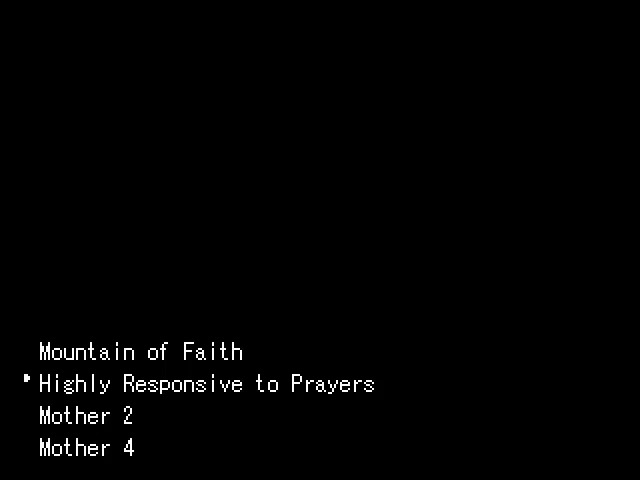 Mountain of Faith
Highly Responsive to Prayers
Mother 2
Mother 4